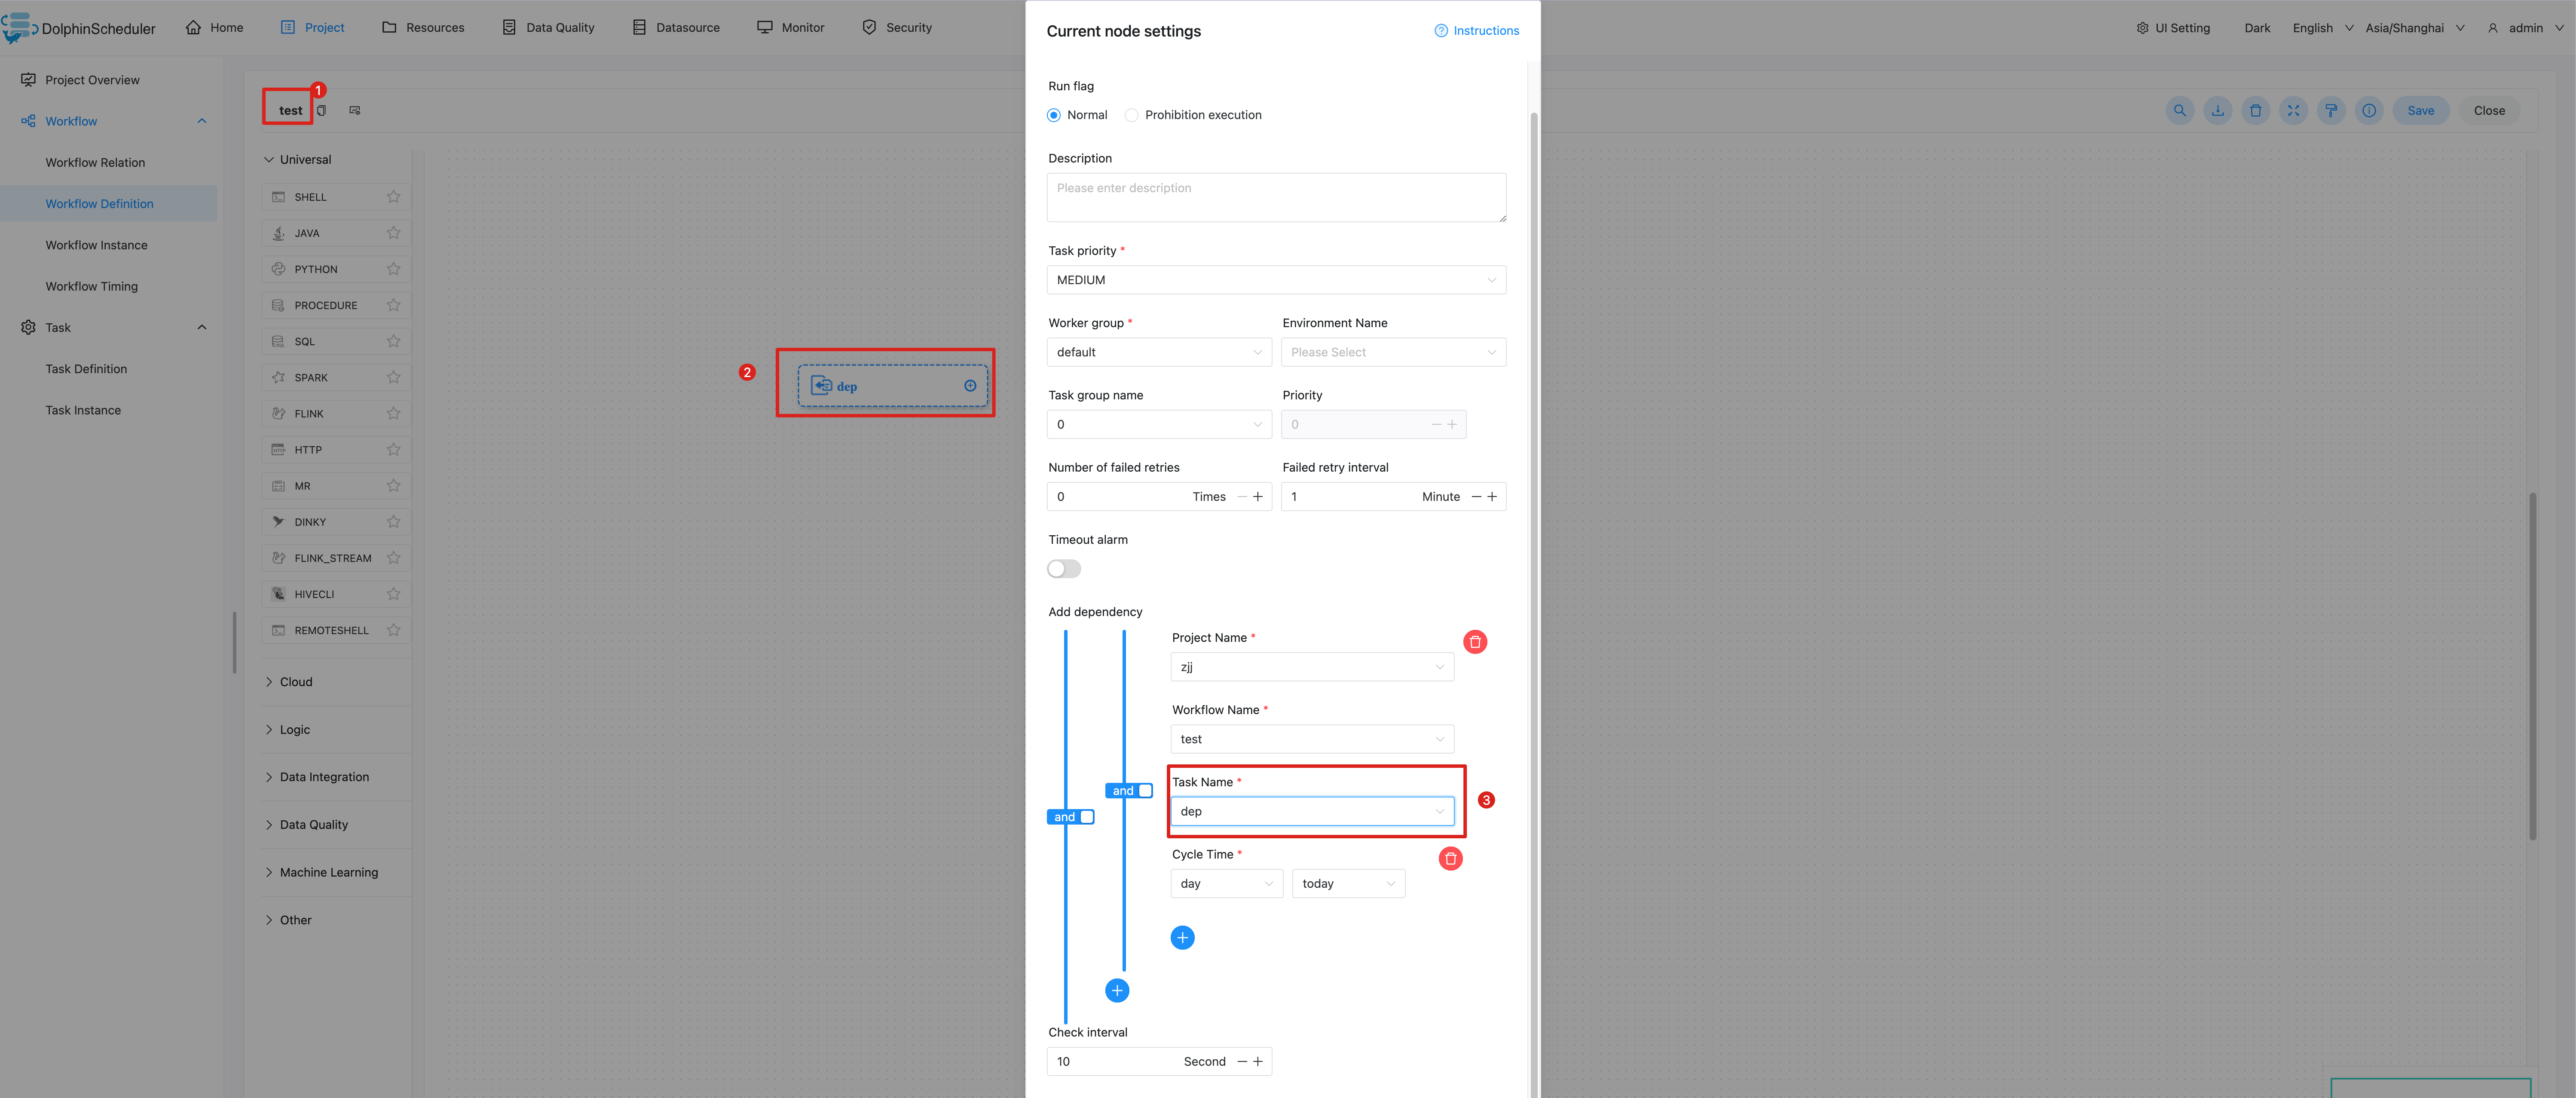 DolphinScheduler
Home
Project
Resources
Data Quality
Datasource
Monitor
Security
UI Setting
Dark
English
Asia/Shanghai
admin
Project Overview
Workflow
Workflow Relation
Workflow Definition
Workflow Instance
Workflow Timing
Task
Task Definition
Task Instance
test
1
Save
Close
Universal
SHELL
JAVA
PYTHON
PROCEDURE
SQL
SPARK
FLINK
HTTP
MR
DINKY
FLINK_STREAM
HIVECLI
REMOTESHELL
Cloud
Logic
Data Integration
Data Quality
Machine Learning
Other
2
dep
Current node settings
Instructions
Run flag
Normal
Prohibition execution
Description
Please enter description
Task priority *
MEDIUM
Worker group *
Environment Name
default
Please Select
Task group name
Priority
0
0
Number of failed retries
Failed retry interval
0 Times
1 Minute
Timeout alarm
Add dependency
Project Name *
zjj
Workflow Name *
test
Task Name *
and
dep
3
and
Cycle Time *
day
today
Check interval
10 Second